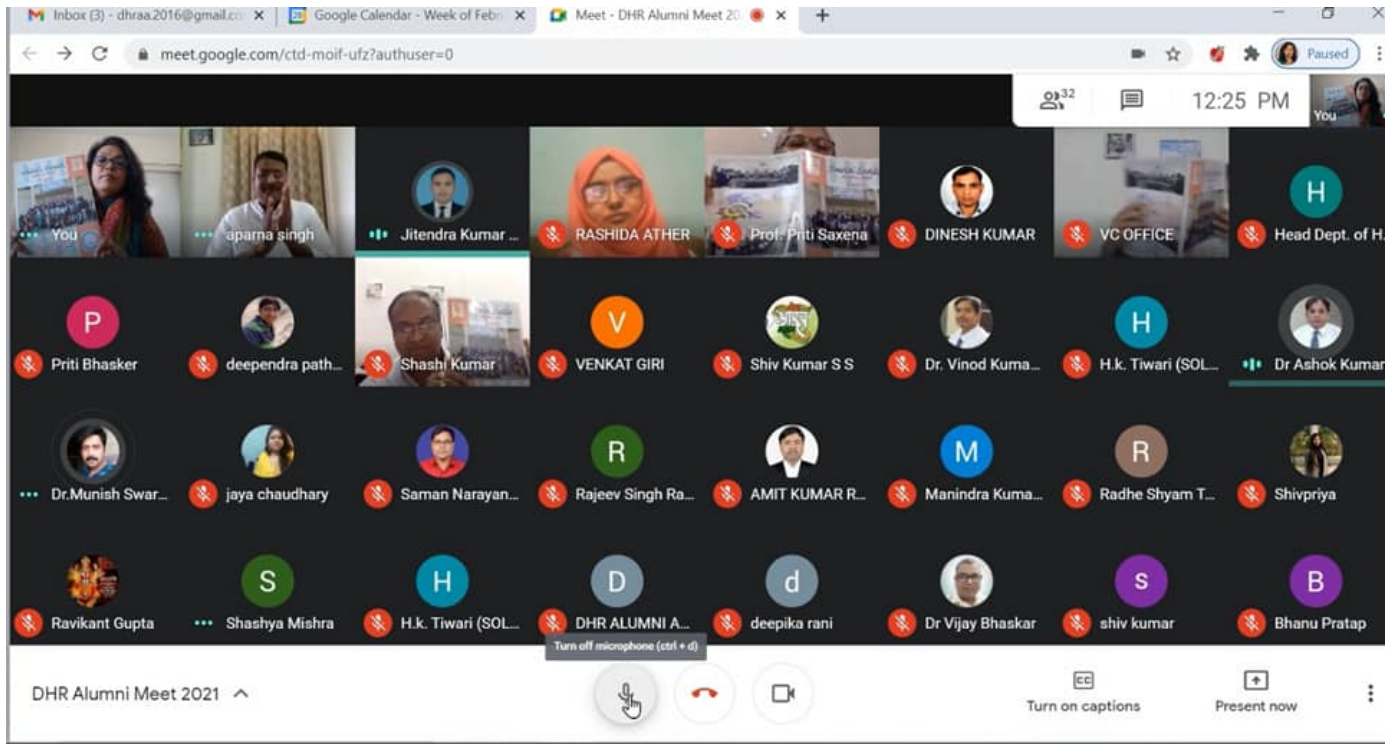 Inbox (3) - dhraa.2016@gmail.co
Google Calendar - Week of Febr
Meet - DHR Alumni Meet 20
meet.google.com/ctd-moif-ufz?authuser=0
Paused
32
12:25 PM
You
You
aparna singh
Jitendra Kumar ...
RASHIDA ATHER
Prof. Priti Saxena
DINESH KUMAR
VC OFFICE
H
Head Dept. of H.
P
Priti Bhasker
deependra path...
Shashi Kumar
V
VENKAT GIRI
Shiv Kumar S S
Dr. Vinod Kuma...
H
H.k. Tiwari (SOL...
Dr Ashok Kumar
Dr.Munish Swar...
jaya chaudhary
Saman Narayan...
R
Rajeev Singh Ra...
AMIT KUMAR R...
M
Manindra Kuma...
R
Radhe Shyam T...
Shivpriya
Ravikant Gupta
S
Shashya Mishra
H
H.k. Tiwari (SOL...
D
DHR ALUMNI A...
d
deepika rani
Dr Vijay Bhaskar
s
shiv kumar
B
Bhanu Pratap
Turn off microphone (ctrl + d)
DHR Alumni Meet 2021
CC
Turn on captions
Present now